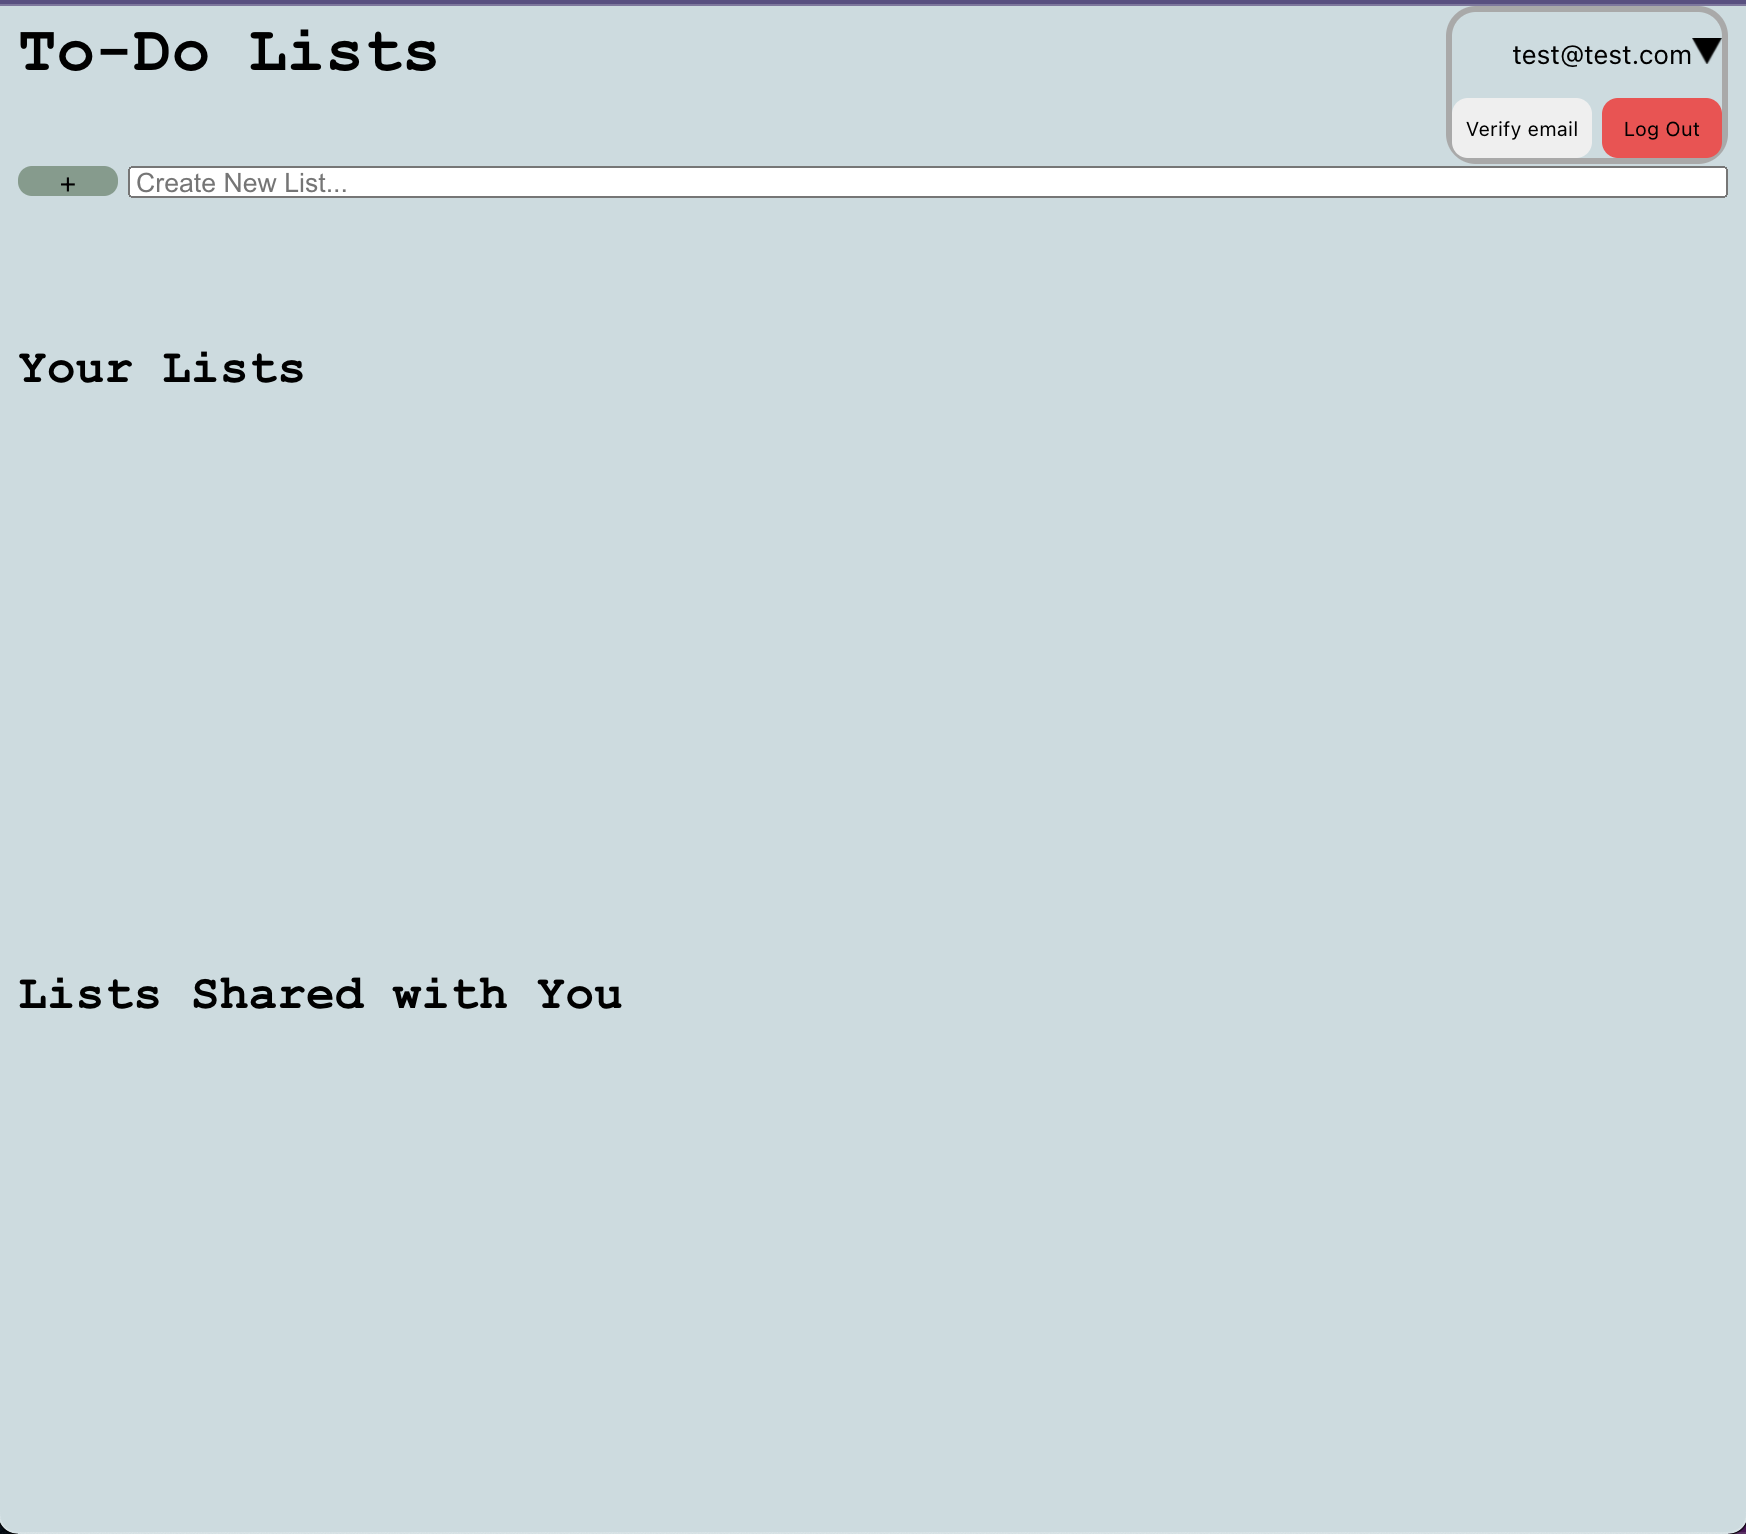 To-Do Lists
test@test.com▼
Verify email
Log Out
+
Create New List...
Your Lists
Lists Shared with You